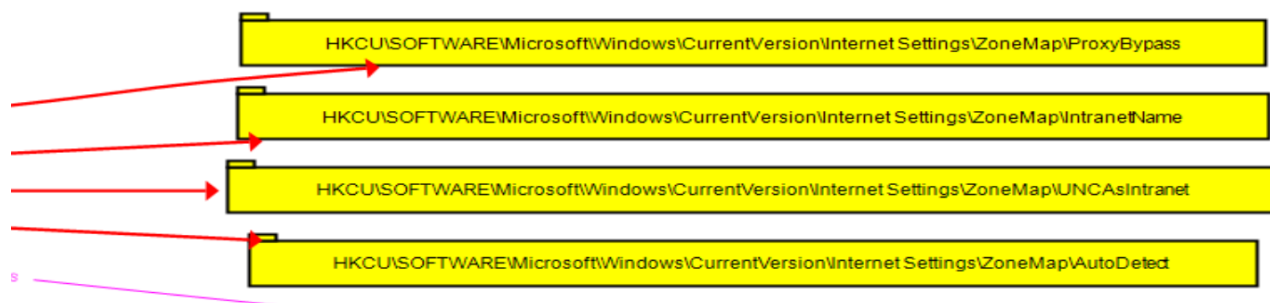 HKCU\SOFTWARE\Microsoft\Windows\CurrentVersion\Internet Settings\ZoneMap\ProxyBypass
HKCU\SOFTWARE\Microsoft\Windows\CurrentVersion\Internet Settings\ZoneMap\IntranetName
HKCU\SOFTWARE\Microsoft\Windows\CurrentVersion\Internet Settings\ZoneMap\UNCAsIntranet
HKCU\SOFTWARE\Microsoft\Windows\CurrentVersion\Internet Settings\ZoneMap\AutoDetect
s